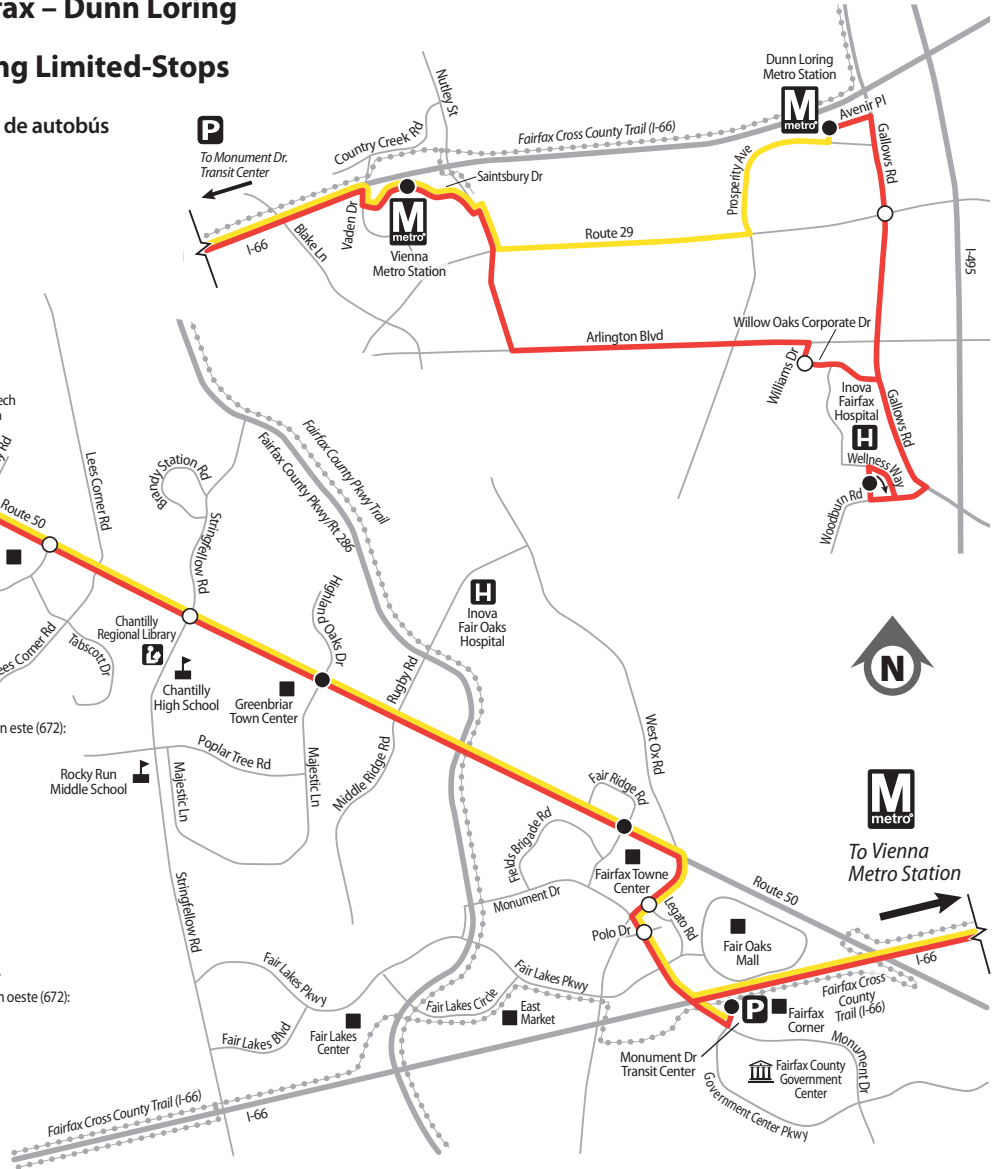 fax – Dunn Loring
ng Limited-Stops
de autobús
P
To Monument Dr.
Transit Center
Nutley St
Country Creek Rd
Fairfax Cross County Trail (I-66)
Dunn Loring
Metro Station
M
metro
Avenir Pl
Gallows Rd
Prosperity Ave
Saintsbury Dr
Vaden Dr
M
metro
Vienna
Metro Station
I-66
Blake Ln
Route 29
I-495
Arlington Blvd
Willow Oaks Corporate Dr
Williams Dr
Inova
Fairfax
Hospital
H
Gallows Rd
Wellness Way
Woodburn Rd
ech
y Rd
Route 50
Lees Corner Rd
Brandy Station Rd
Stringfellow Rd
Fairfax County Pkwy Trail
Fairfax County Pkwy/Rt 286
Highland Oaks Dr
H
Inova
Fair Oaks
Hospital
N
Chantilly
Regional Library
ees Corner Rd
Tabscott Dr
Chantilly
High School
Greenbriar
Town Center
Rugby Rd
n este (672):
Poplar Tree Rd
Rocky Run
Middle School
Majestic Ln
Majestic Ln
Middle Ridge Rd
West Ox Rd
Fair Ridge Rd
M
metro
To Vienna
Metro Station
Fields Brigade Rd
Fairfax Towne
Center
Route 50
Monument Dr
Legato Rd
Polo Dr
Fair Oaks
Mall
Stringfellow Rd
I-66
n oeste (672):
Fair Lakes Pkwy
Fair Lakes Pkwy
Fair Lakes Circle
East
Market
Fair Lakes Blvd
Fair Lakes
Center
P
Fairfax
Corner
Fairfax Cross
County
Trail (I-66)
Monument Dr
Transit Center
Monument Dr
Fairfax County
Government
Center
Government Center Pkwy
Fairfax Cross County Trail (I-66)
I-66